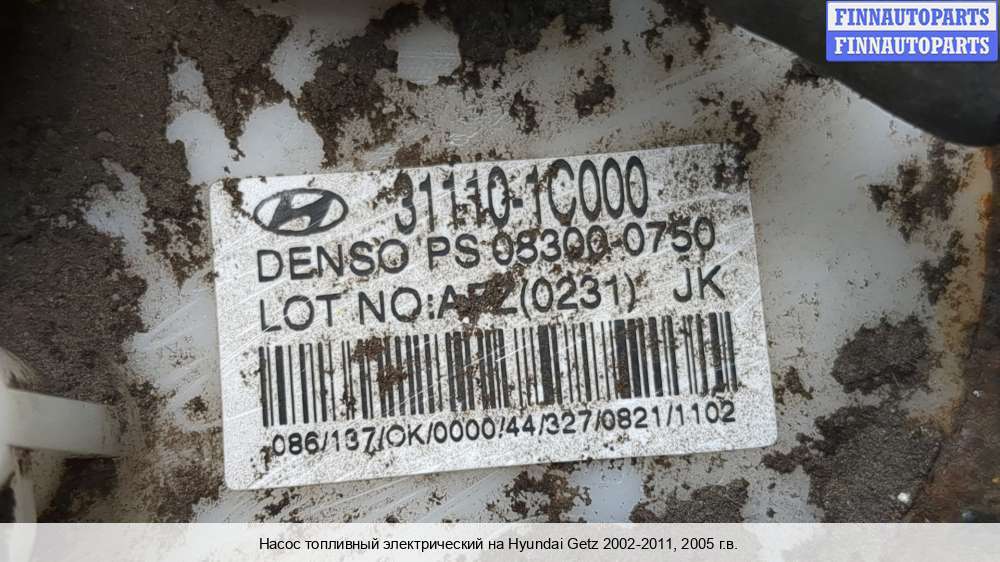 FINNAUTOPARTS
FINNAUTOPARTS
31110-1C000
DENSO PS 08300-0750
LOT NO: (0231) JK
086/137/OK/0000/44/327/0821/1102
Насос топливный электрический на Hyundai Getz 2002-2011, 2005 г.в.